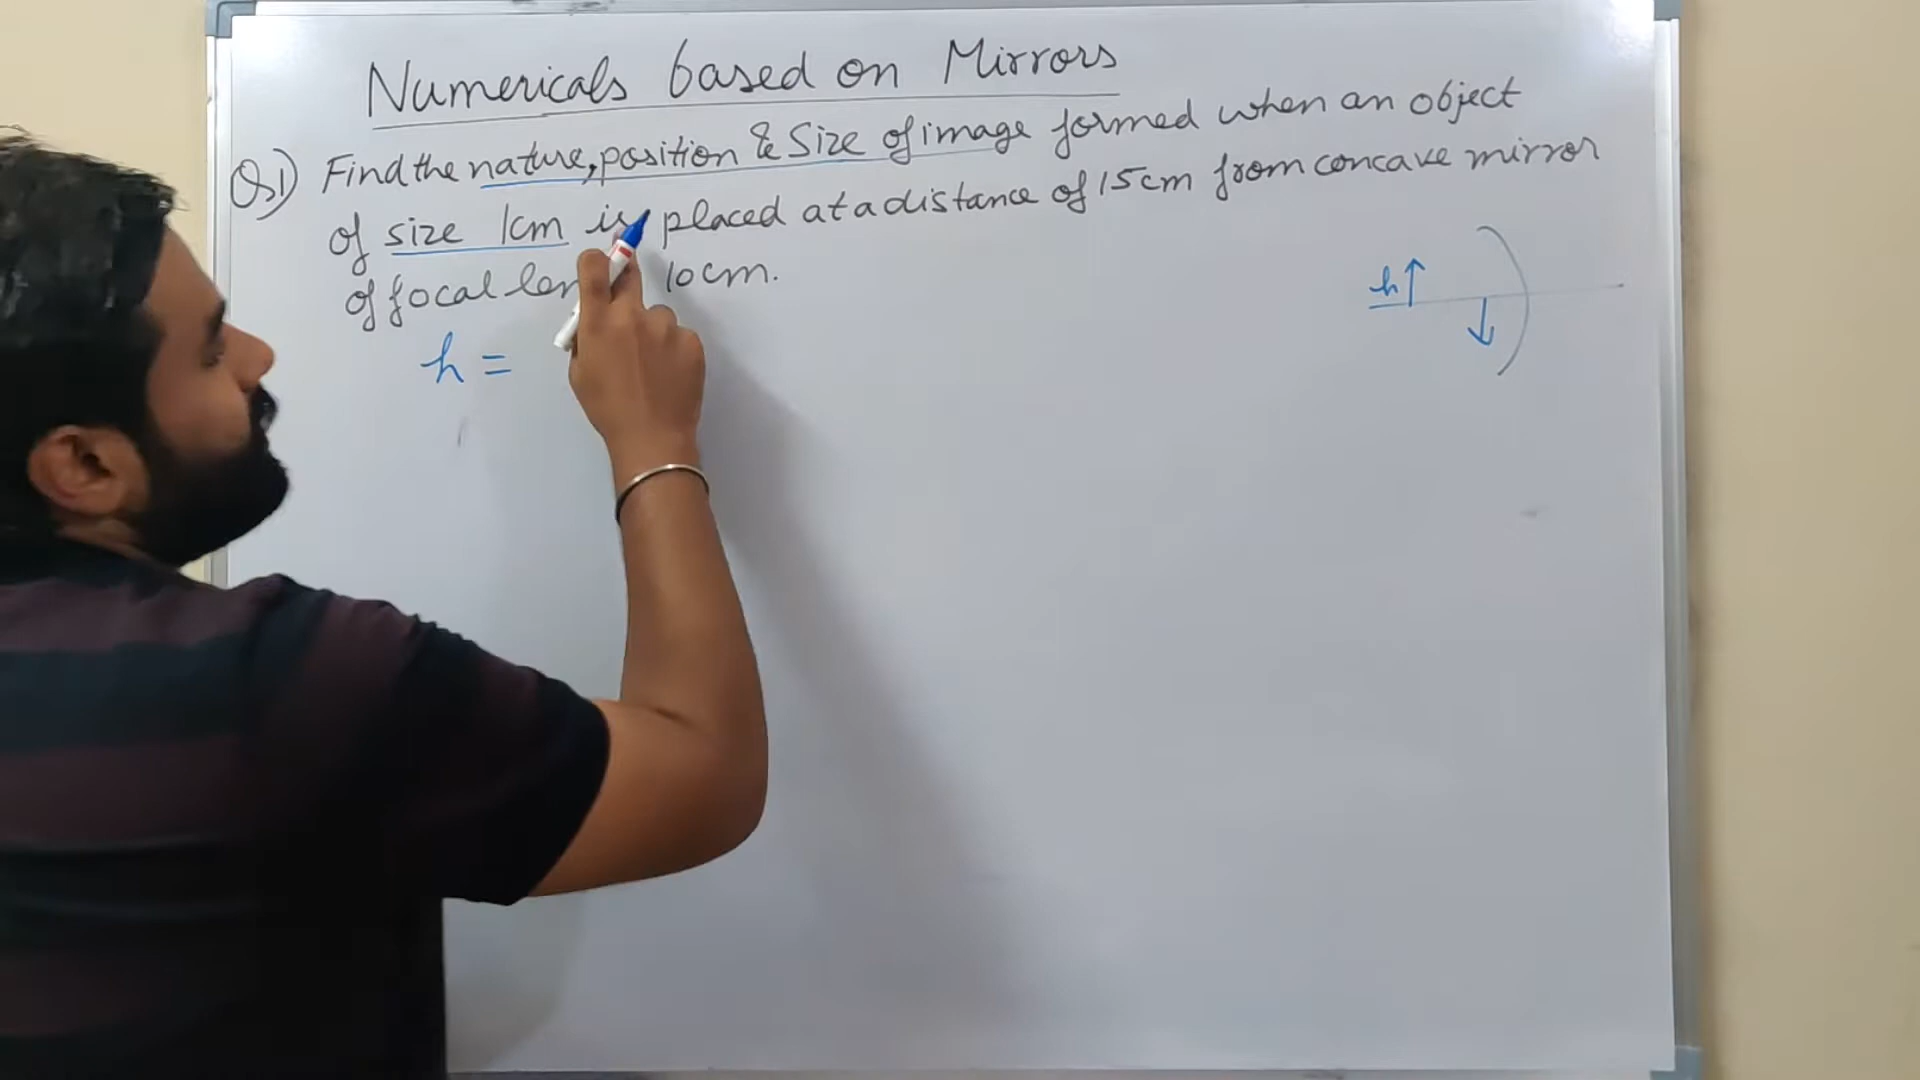 Numericals based on Mirrors
Q1) Find the nature, position & Size of image formed when an object
of size 1cm is placed at a distance of 15cm from concave mirror
of focal 10cm.
h
h =